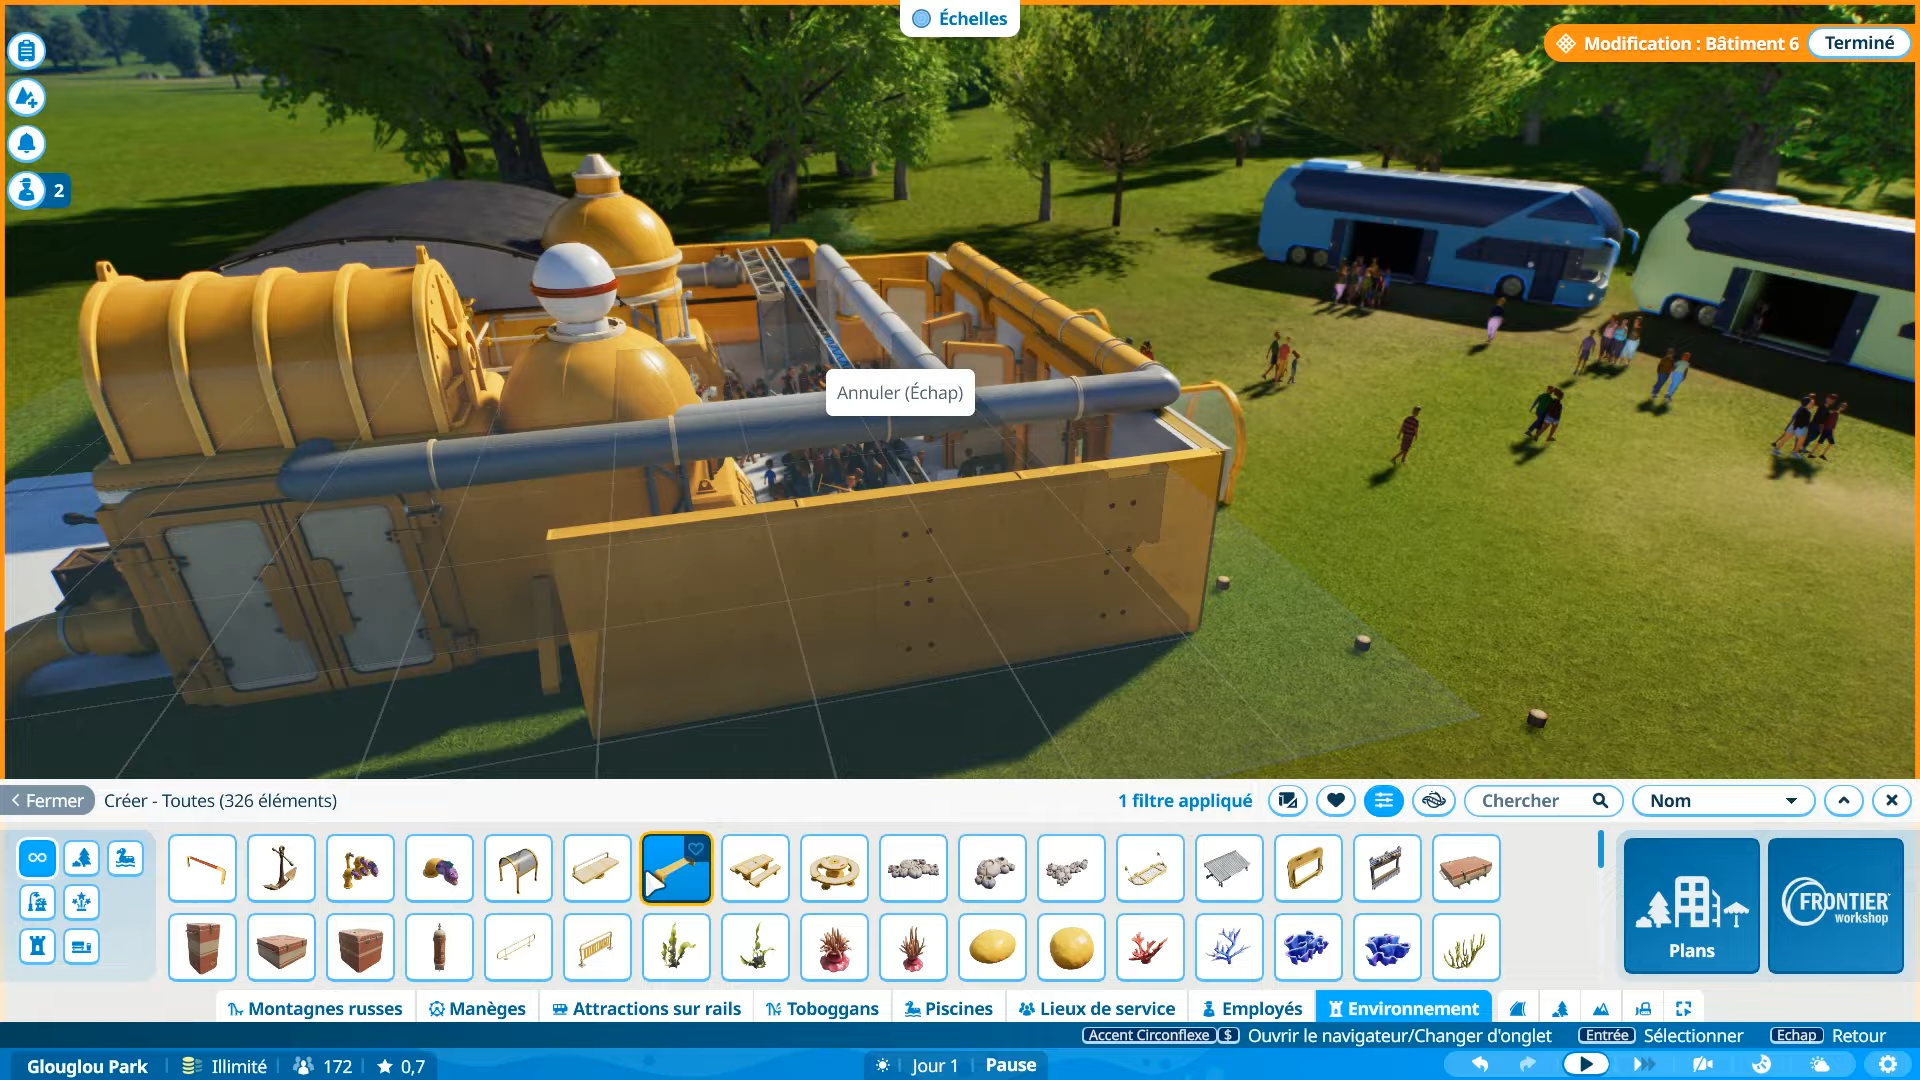 Échelles
Modification : Bâtiment 6
Terminé
2
Annuler (Échap)
Fermer
Créer - Toutes (326 éléments)
1 filtre appliqué
Chercher
Nom
Plans
FRONTIER
workshop
Montagnes russes
Manèges
Attractions sur rails
Toboggans
Piscines
Lieux de service
Employés
Environnement
Accent Circonflexe $ Ouvrir le navigateur/Changer d'onglet
Entrée Sélectionner
Echap Retour
Glouglou Park
Illimité
172
0,7
Jour 1
Pause